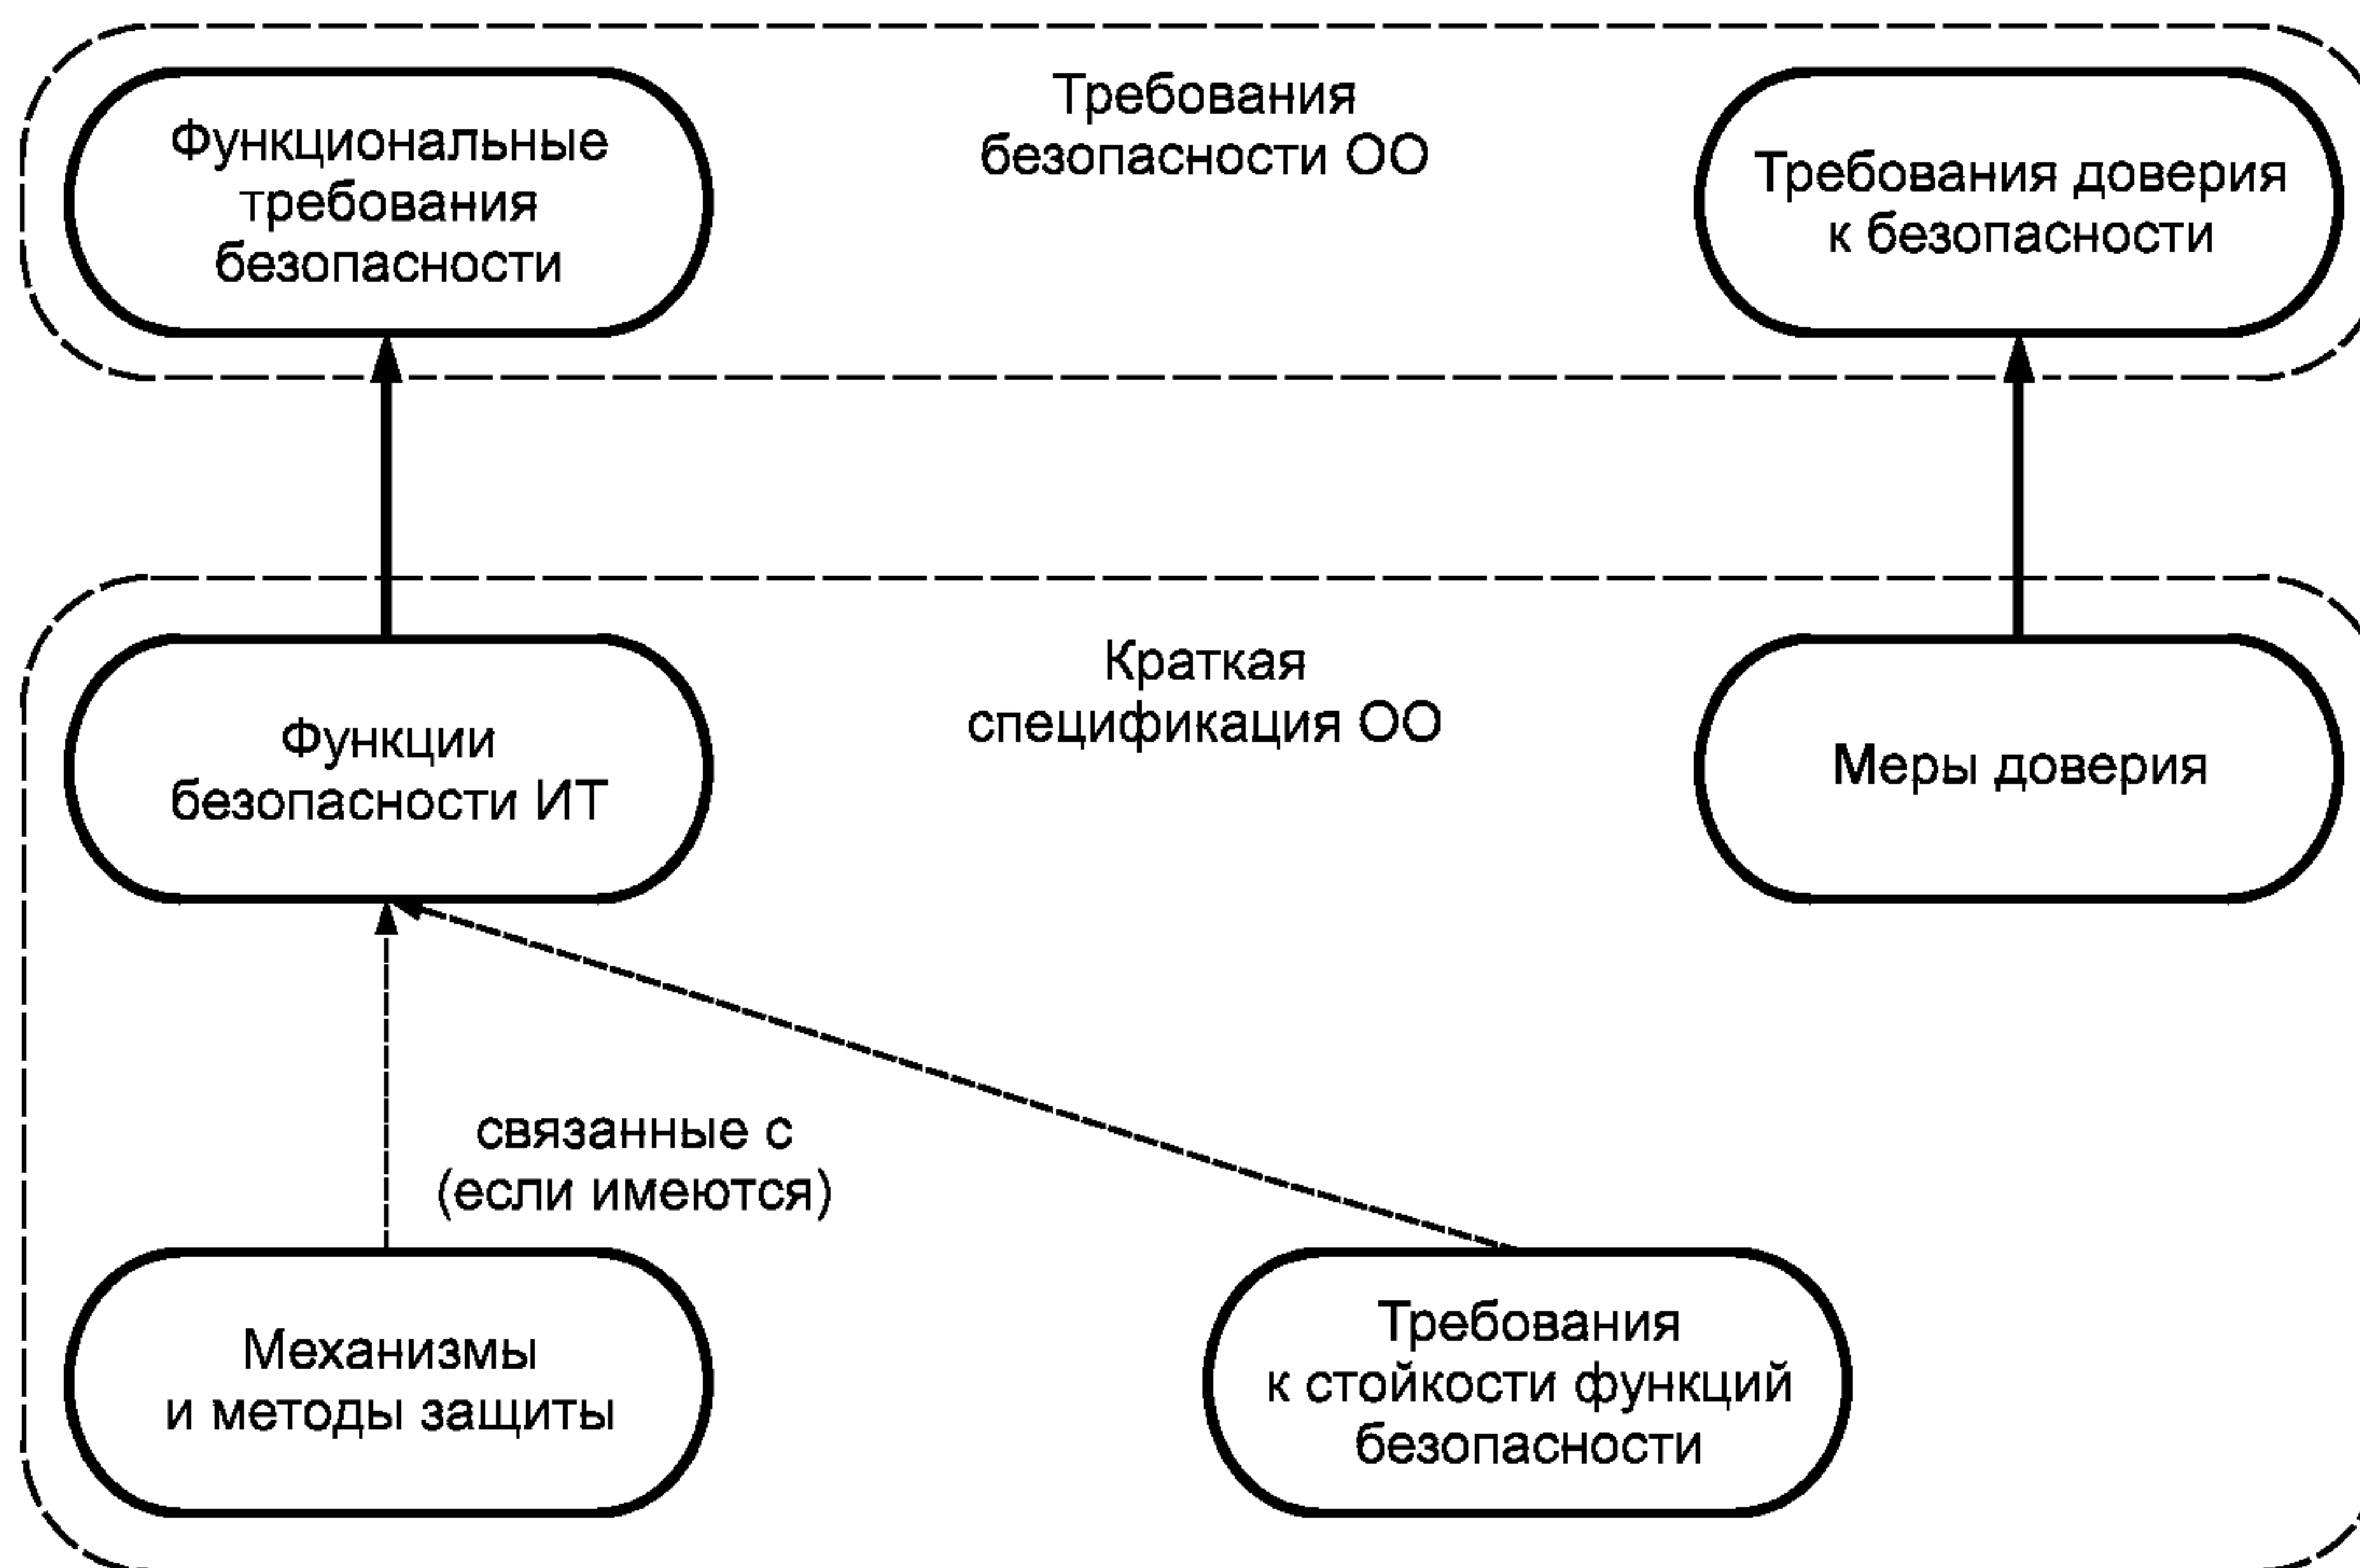 Функциональные
требования
безопасности
Требования
безопасности ОО
Требования доверия
к безопасности
Функции
безопасности ИТ
Краткая
спецификация ОО
Меры доверия
связанные с
(если имеются)
Механизмы
и методы защиты
Требования
к стойкости функций
безопасности